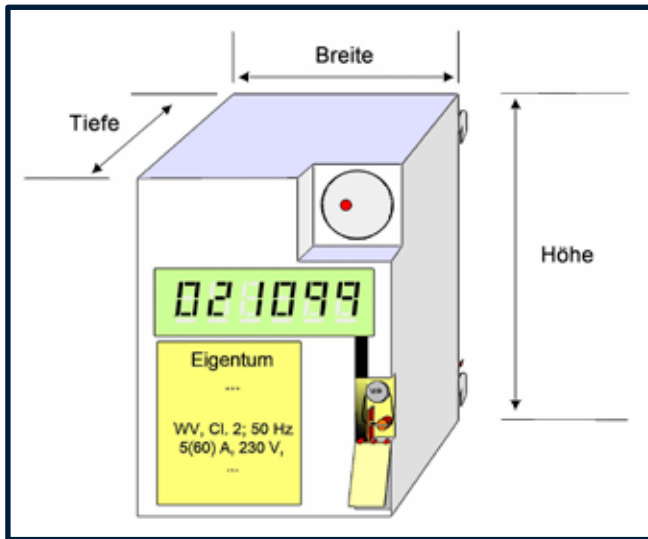 Breite
Tiefe
Höhe
021099
Eigentum
...
WV, Cl. 2; 50 Hz
5(60) A, 230 V,
...